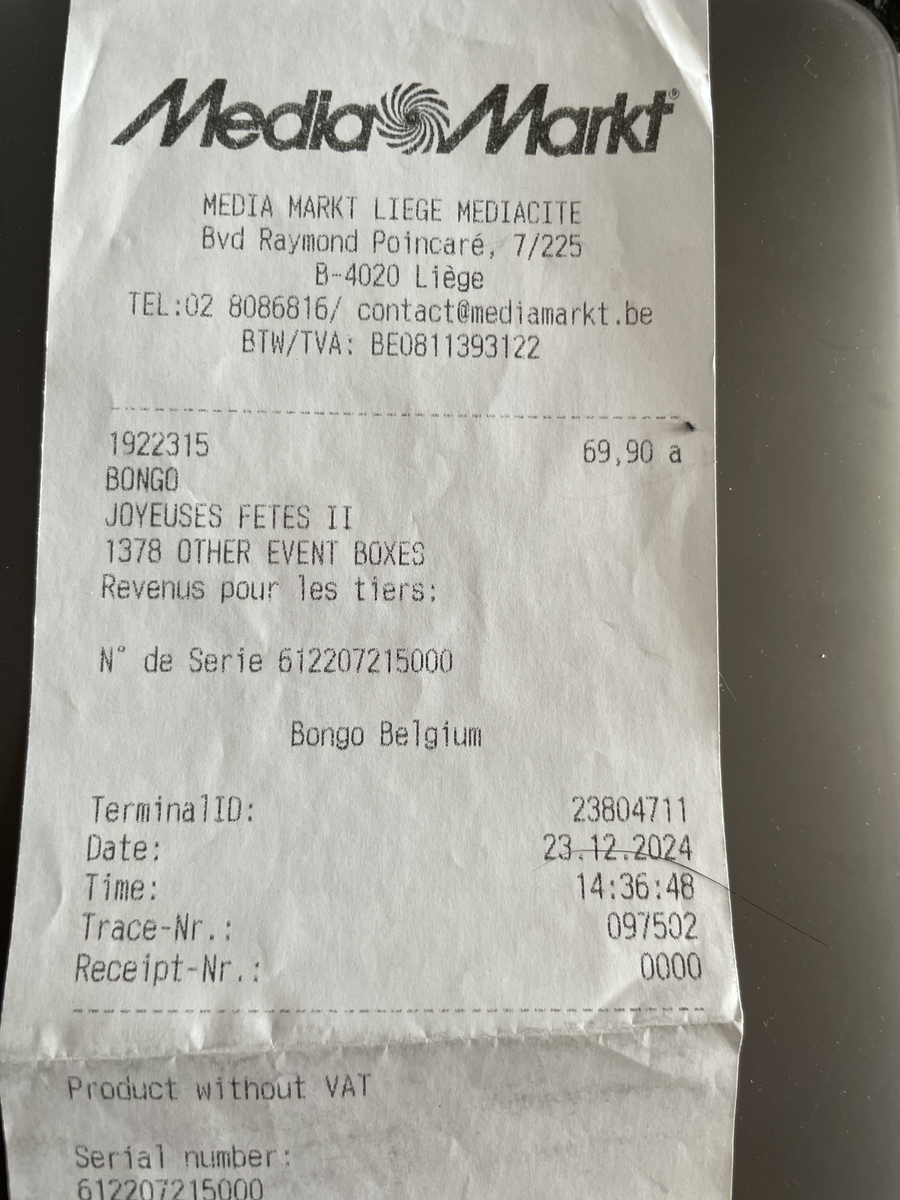 Media Markt®
MEDIA MARKT LIEGE MEDIACITE
Bvd Raymond Poincaré, 7/225
B-4020 Liège
TEL:02 8086816/ contact@mediamarkt.be
BTW/TVA: BE0811393122
1922315 69,90 a
BONGO
JOYEUSES FETES II
1378 OTHER EVENT BOXES
Revenus pour les tiers:
N° de Serie 612207215000
Bongo Belgium
TerminalID: 23804711
Date: 23.12.2024
Time: 14:36:48
Trace-Nr.: 097502
Receipt-Nr.: 0000
Product without VAT
Serial number:
612207215000